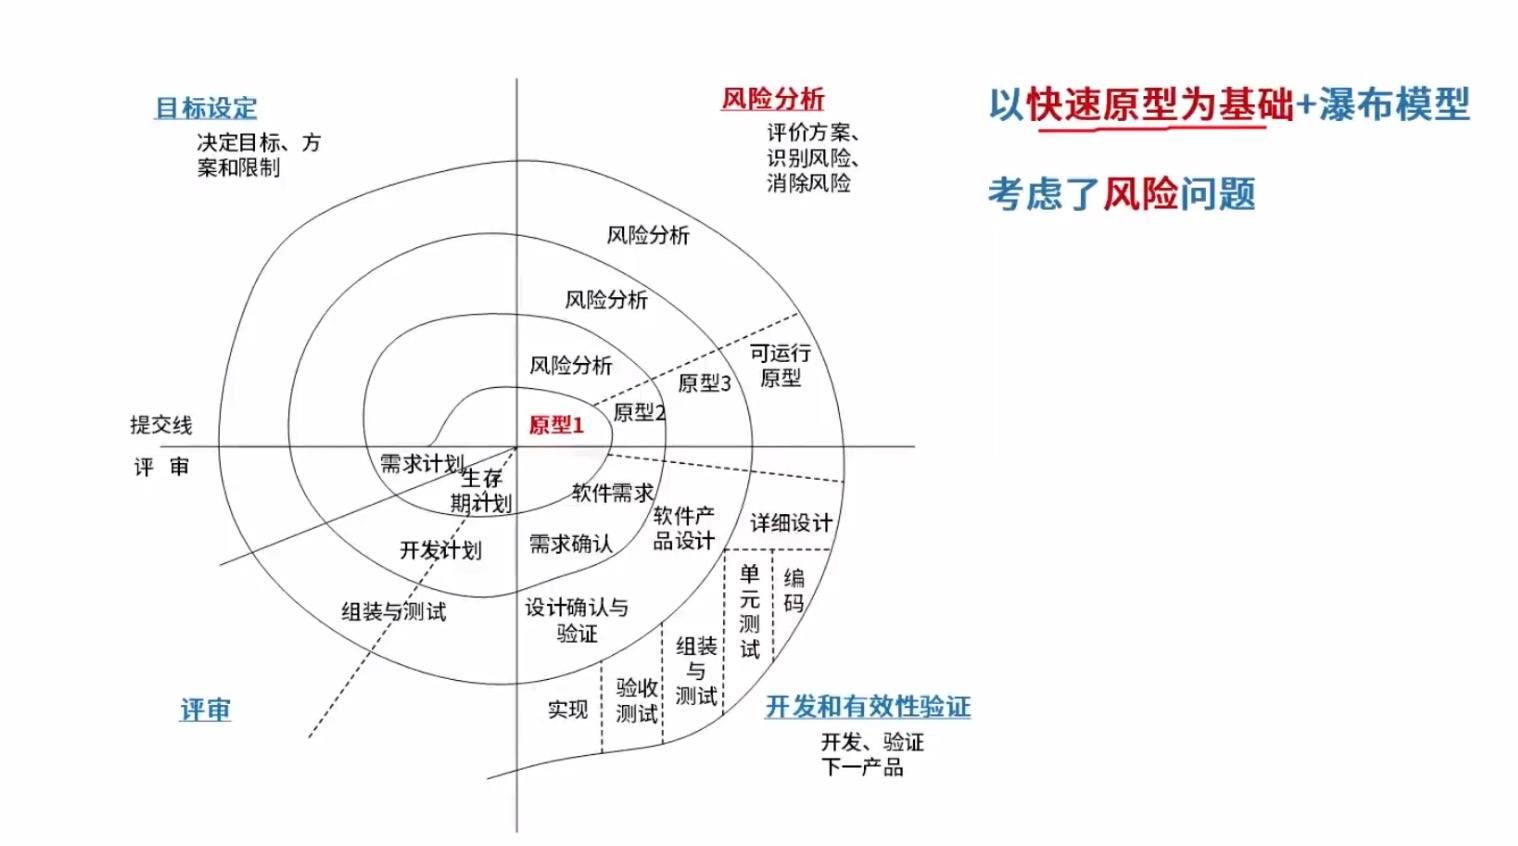 目标设定
决定目标、方
案和限制
风险分析
评价方案、
识别风险、
消除风险
以快速原型为基础+瀑布模型
考虑了风险问题
风险分析
风险分析
风险分析
可运行
原型
原型3
原型2
原型1
提交线
评 审
需求计划
生存
期计划
软件需求
软件产
品设计
详细设计
开发计划
需求确认
单
元
测
试
编
码
组装与测试
设计确认与
验证
组装
与
测试
验收
测试
实现
评审
开发和有效性验证
开发、验证
下一产品